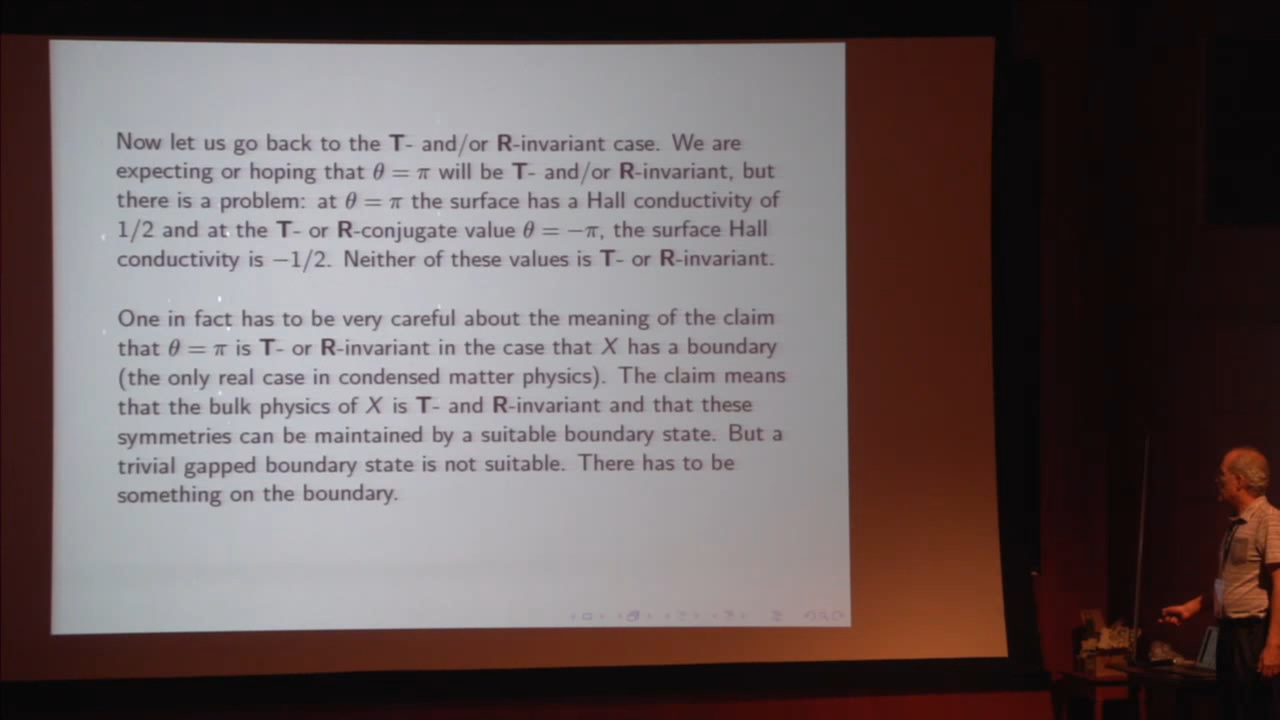 Now let us go back to the T- and/or R-invariant case. We are
expecting or hoping that θ = π will be T- and/or R-invariant, but
there is a problem: at θ = π the surface has a Hall conductivity of
1/2 and at the T- or R-conjugate value θ = −π, the surface Hall
conductivity is −1/2. Neither of these values is T- or R-invariant.
One in fact has to be very careful about the meaning of the claim
that θ = π is T- or R-invariant in the case that X has a boundary
(the only real case in condensed matter physics). The claim means
that the bulk physics of X is T- and R-invariant and that these
symmetries can be maintained by a suitable boundary state. But a
trivial gapped boundary state is not suitable. There has to be
something on the boundary.